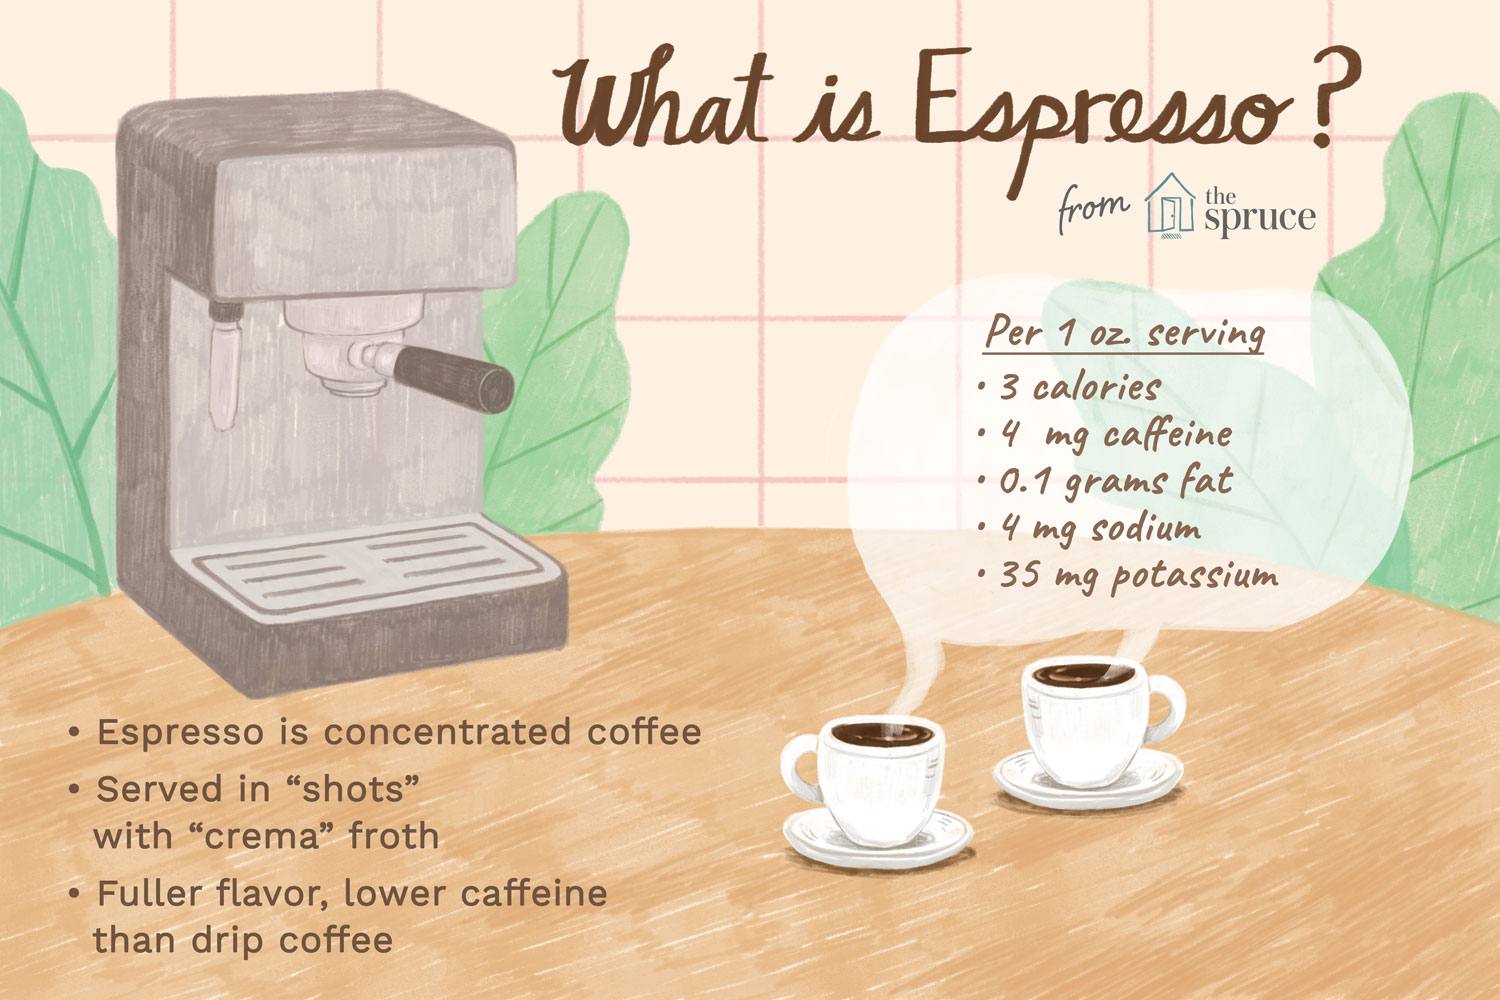 What is Espresso?
from the spruce
Per 1 oz. serving
• 3 calories
• 4 mg caffeine
• 0.1 grams fat
• 4 mg sodium
• 35 mg potassium
• Espresso is concentrated coffee
• Served in “shots”
with “crema” froth
• Fuller flavor, lower caffeine
than drip coffee